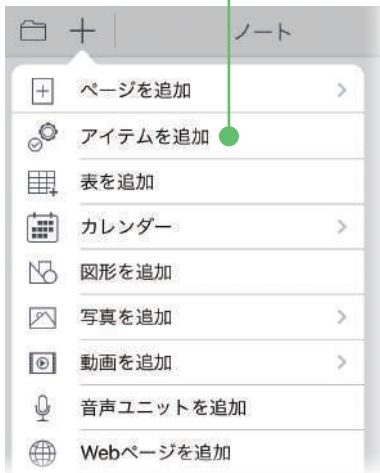 ノート
ページを追加
アイテムを追加
表を追加
カレンダー
図形を追加
写真を追加
動画を追加
音声ユニットを追加
Webページを追加